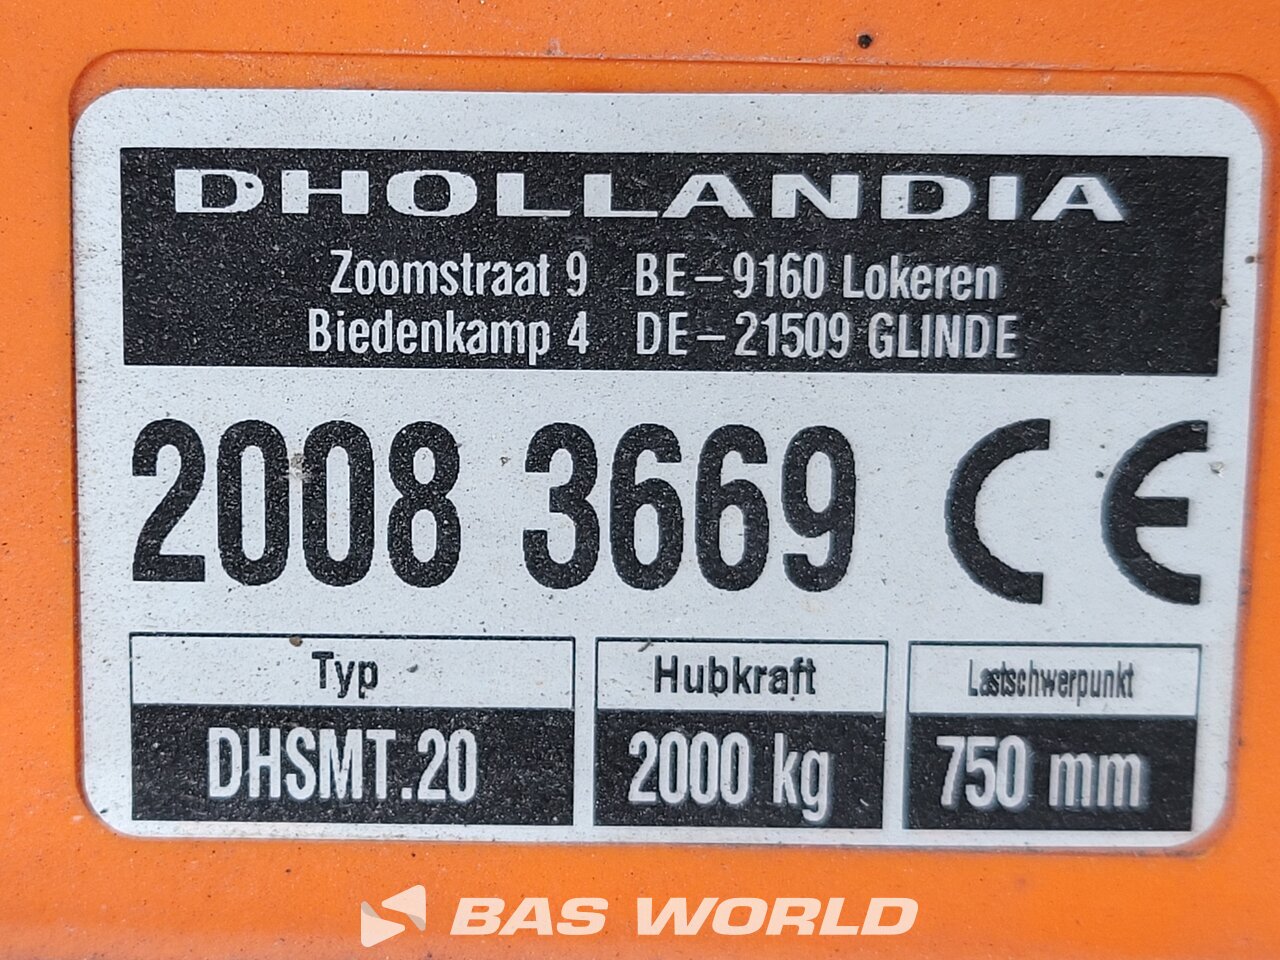 DHOLLANDIA
Zoomstraat 9 BE-9160 Lokeren
Biedenkamp 4 DE-21509 GLINDE
2008 3669 CE
Typ Hubkraft Lastschwerpunkt
DHSMT.20 2000 kg 750 mm
BAS WORLD